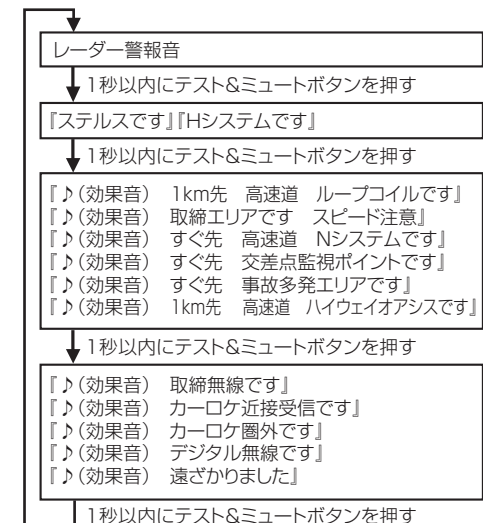 レーダー警報音
1秒以内にテスト&ミュートボタンを押す
『ステルスです』『Hシステムです』
1秒以内にテスト&ミュートボタンを押す
『♪(効果音) 1km先 高速道 ループコイルです』
『♪(効果音) 取締エリアです スピード注意』
『♪(効果音) すぐ先 高速道 Nシステムです』
『♪(効果音) すぐ先 交差点監視ポイントです』
『♪(効果音) すぐ先 事故多発エリアです』
『♪(効果音) 1km先 高速道 ハイウェイオアシスです』
1秒以内にテスト&ミュートボタンを押す
『♪(効果音) 取締無線です』
『♪(効果音) カーロケ近接受信です』
『♪(効果音) カーロケ圏外です』
『♪(効果音) デジタル無線です』
『♪(効果音) 遠ざかりました』
1秒以内にテスト&ミュートボタンを押す